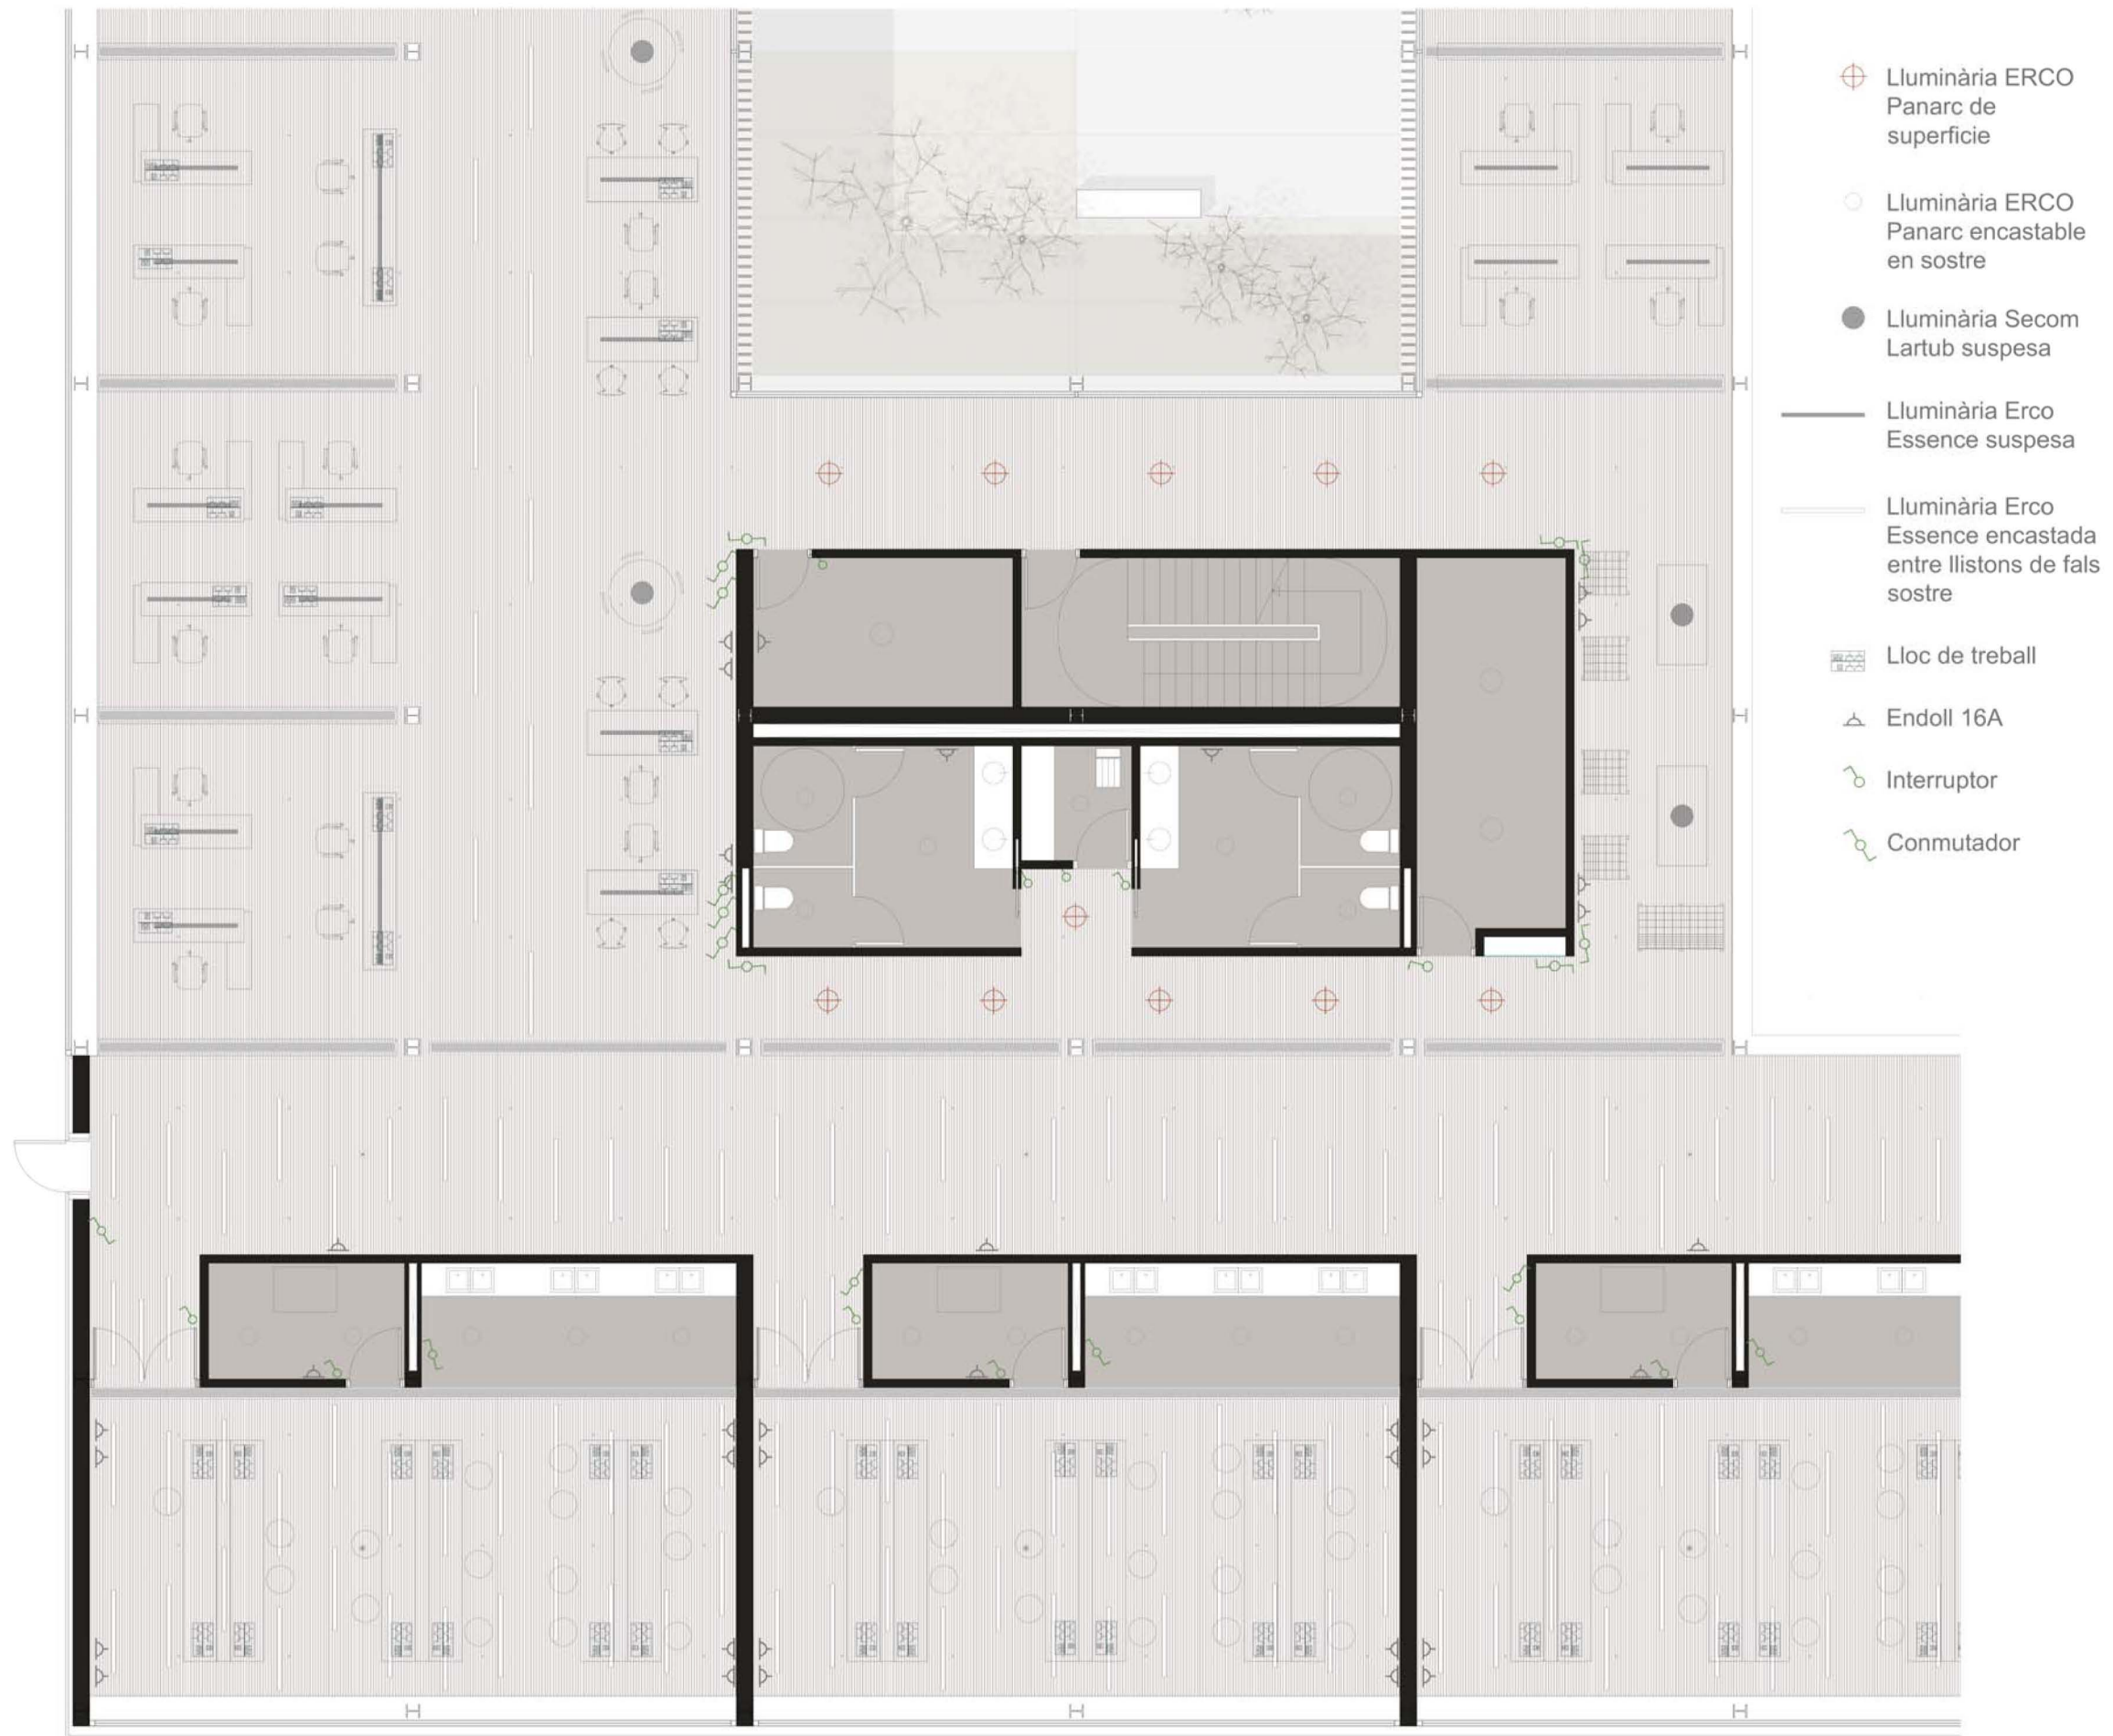 Lluminària ERCO
Panarc de
superficie
Lluminària ERCO
Panarc encastable
en sostre
Lluminària Secom
Lartub suspesa
Lluminària Erco
Essence suspesa
Lluminària Erco
Essence encastada
entre llistons de fals
sostre
Lloc de treball
Endoll 16A
Interruptor
Conmutador